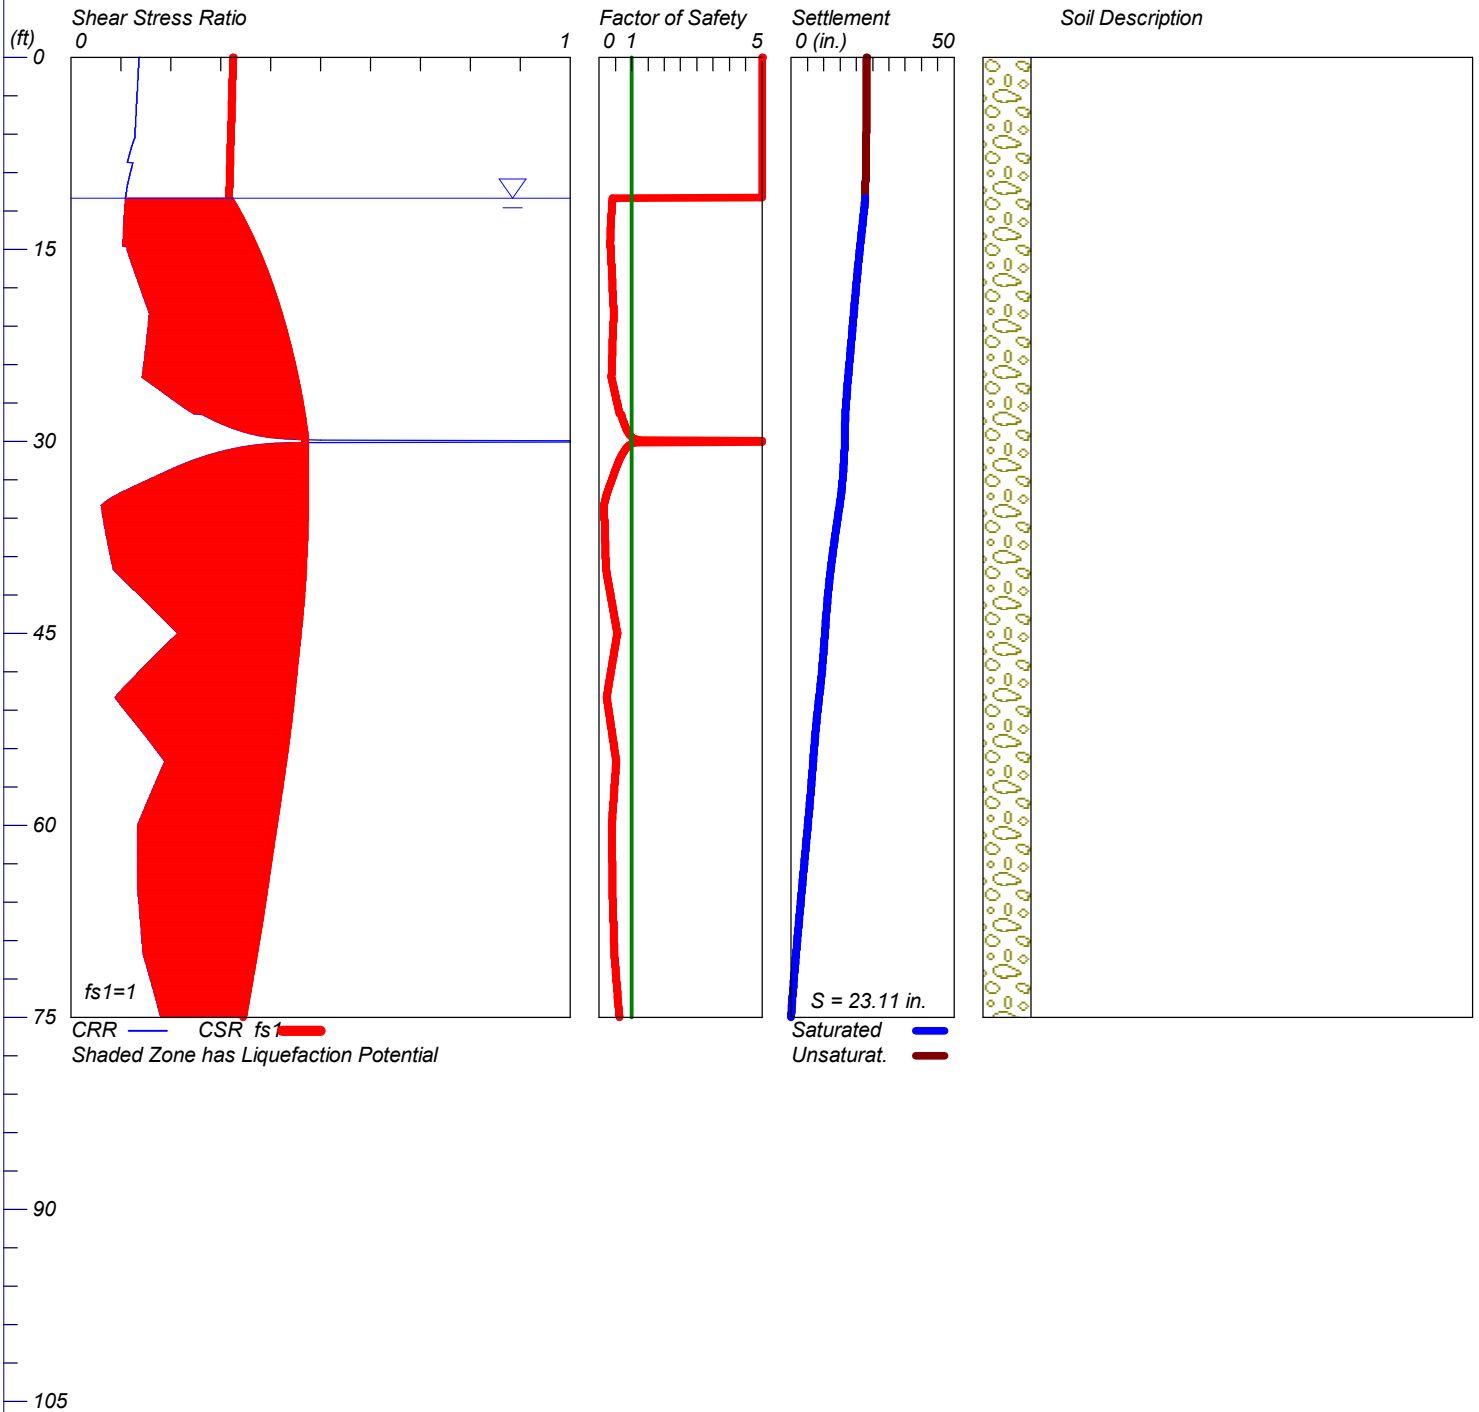 Shear Stress Ratio Factor of Safety Settlement Soil Description
(ft) 0 1 0 1 5 0 (in.) 50
0
15
30
45
60
75
90
105
fs1=1 S = 23.11 in.
CRR CSR fs1 Saturated
Shaded Zone has Liquefaction Potential Unsaturat.